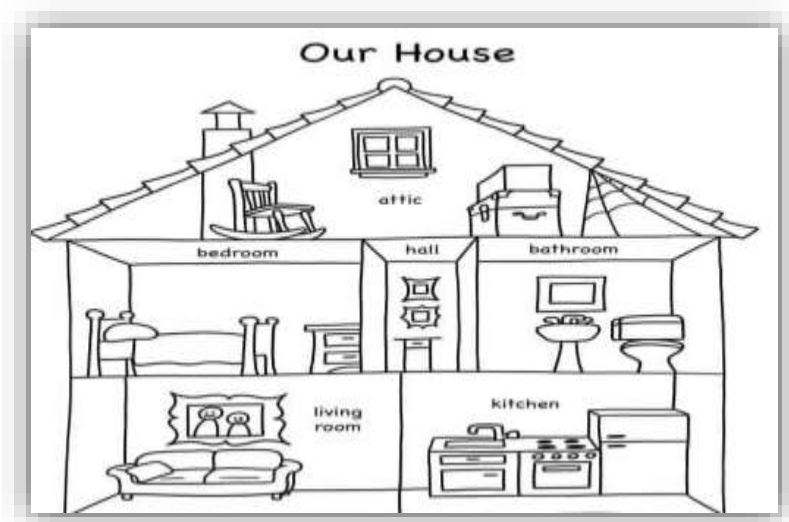 Our House
attic
bedroom
hall
bathroom
living
room
kitchen